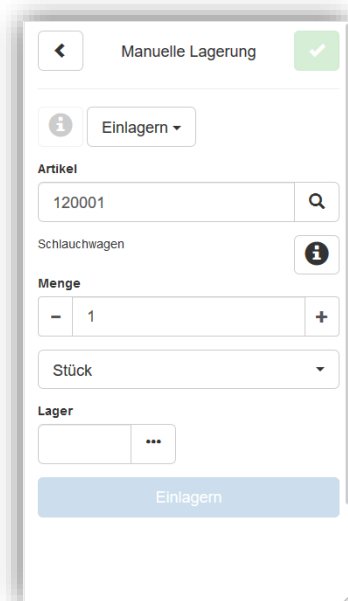 Manuelle Lagerung
Einlagern
Artikel
120001
Schlauchwagen
Menge
1
Stück
Lager
Einlagern